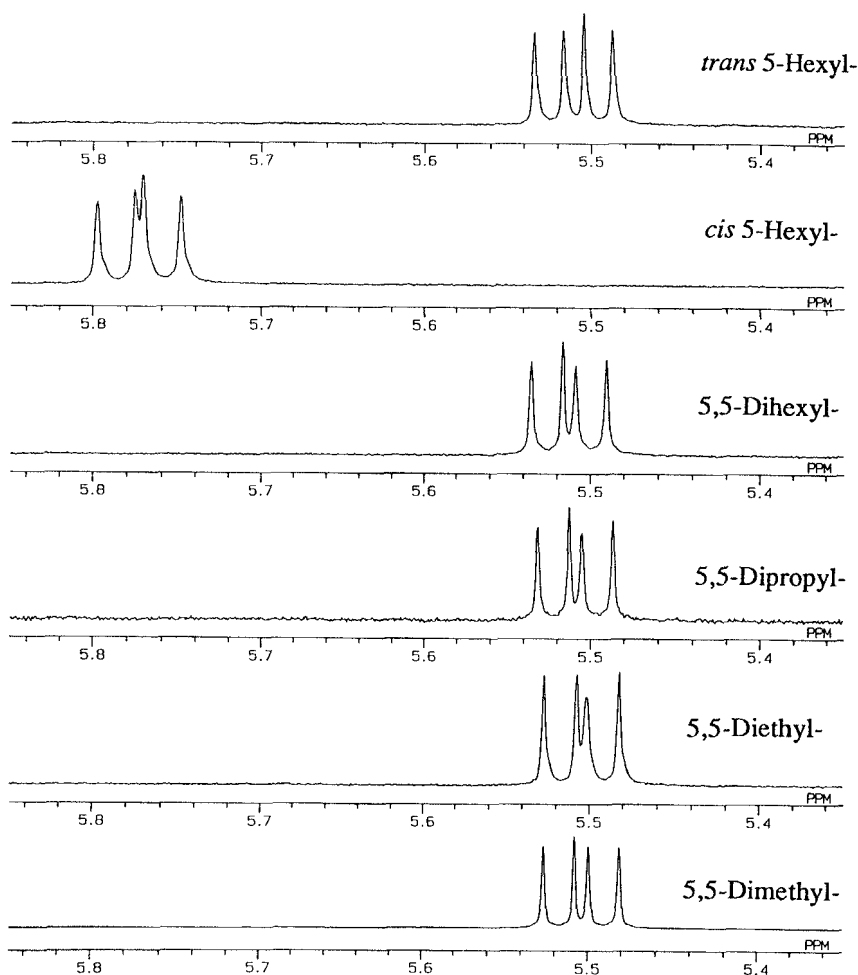 trans 5-Hexyl-
PPM
5.8 5.7 5.6 5.5 5.4
cis 5-Hexyl-
PPM
5.8 5.7 5.6 5.5 5.4
5,5-Dihexyl-
PPM
5.8 5.7 5.6 5.5 5.4
5,5-Dipropyl-
PPM
5.8 5.7 5.6 5.5 5.4
5,5-Diethyl-
PPM
5.8 5.7 5.6 5.5 5.4
5,5-Dimethyl-
PPM
5.8 5.7 5.6 5.5 5.4